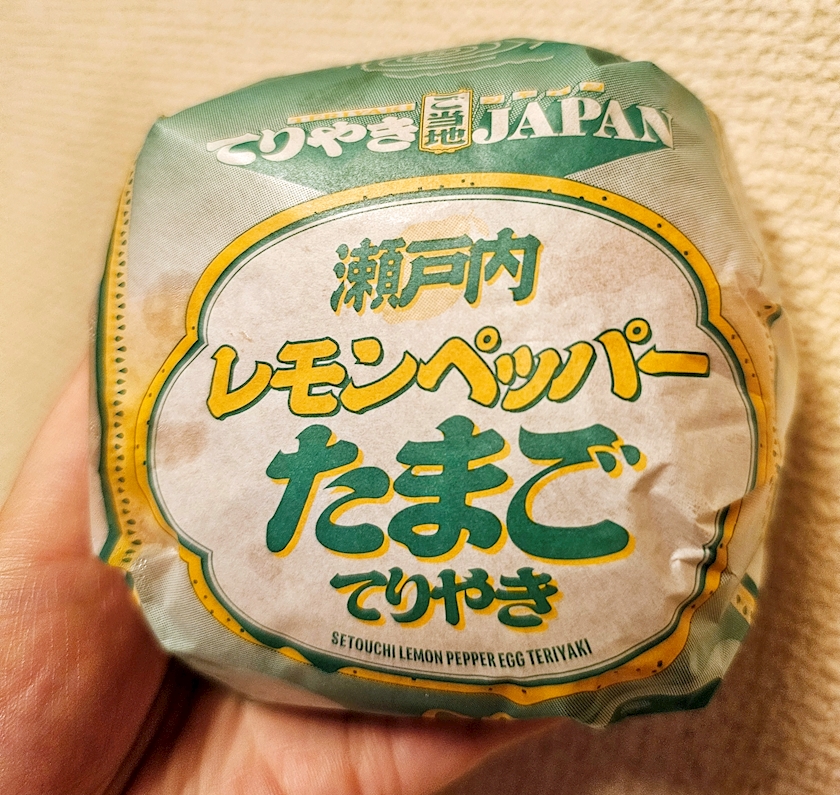 てりやき ご当地 JAPAN
瀬戸内
レモンペッパー
たまご
てりやき
SETOUCHI LEMON PEPPER EGG TERIYAKI